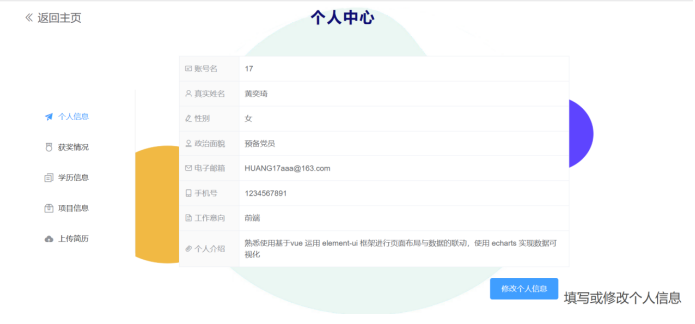 返回主页
个人中心
个人信息
获奖情况
学历信息
项目信息
上传简历
账号名 17
真实姓名 黄奕琦
性别 女
政治面貌 预备党员
电子邮箱 HUANG17aaa@163.com
手机号 1234567891
工作意向 前端
个人介绍 熟悉使用基于vue 运用 element-ui 框架进行页面布局与数据的联动，使用 echarts 实现数据可
视化
修改个人信息
填写或修改个人信息